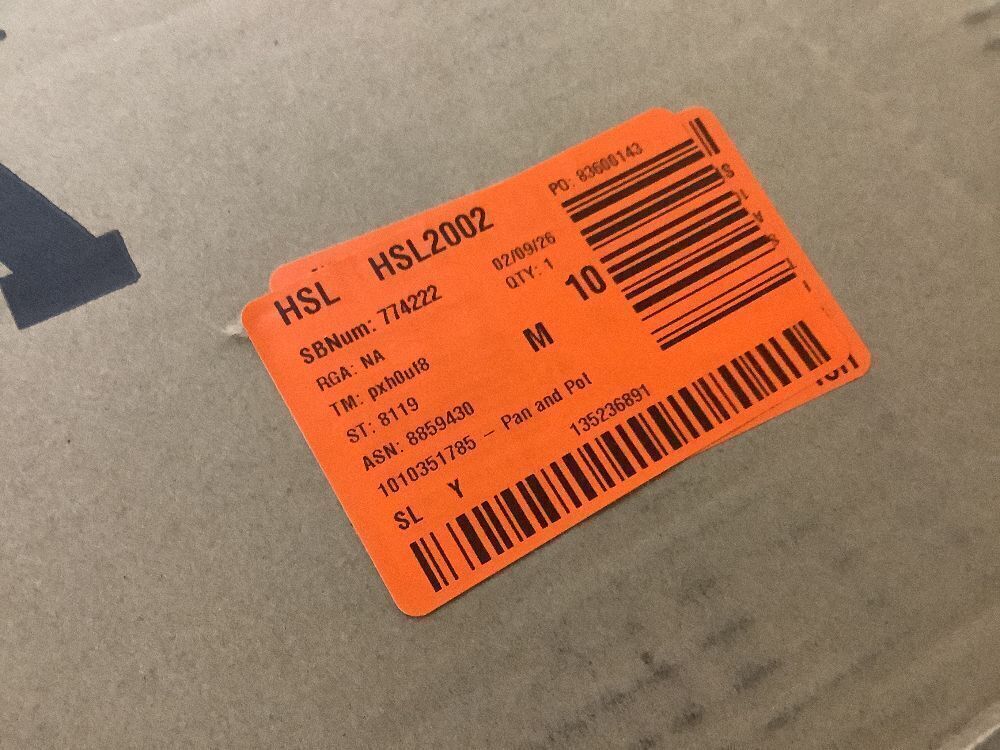 HSL HSL2002 PO: 83600143
SBNum: 774222 02/09/26
RGA: NA QTY: 1
TM: pxh0uf8 M 10
ST: 8119
ASN: 8859430
1010351785 – Pan and Pot
SL Y 135236891